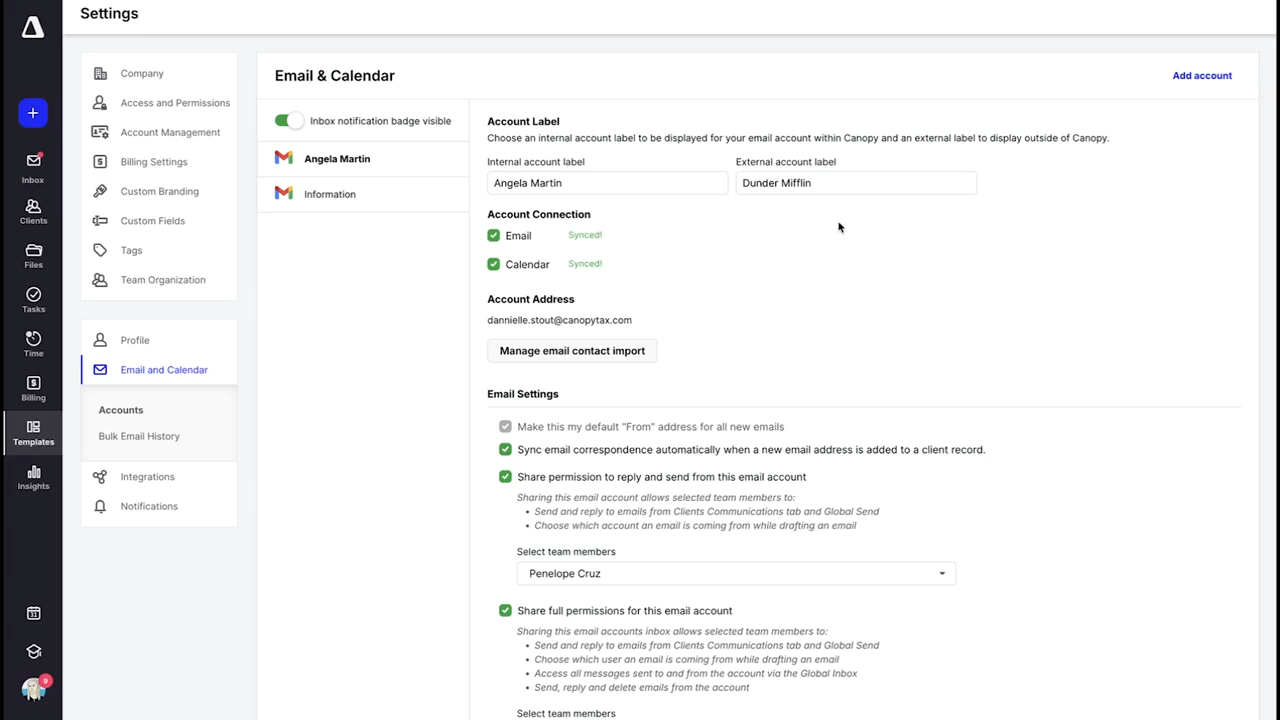 Settings
Inbox
Clients
Files
Tasks
Time
Billing
Templates
Insights
31
9
Company
Access and Permissions
Account Management
Billing Settings
Custom Branding
Custom Fields
Tags
Team Organization
Profile
Email and Calendar
Accounts
Bulk Email History
Integrations
Notifications
Email & Calendar
Add account
Inbox notification badge visible
Angela Martin
Information
Account Label
Choose an internal account label to be displayed for your email account within Canopy and an external label to display outside of Canopy.
Internal account label External account label
Angela Martin Dunder Mifflin
Account Connection
Email Synced!
Calendar Synced!
Account Address
dannielle.stout@canopytax.com
Manage email contact import
Email Settings
Make this my default "From" address for all new emails
Sync email correspondence automatically when a new email address is added to a client record.
Share permission to reply and send from this email account
Sharing this email account allows selected team members to:
• Send and reply to emails from Clients Communications tab and Global Send
• Choose which account an email is coming from while drafting an email
Select team members
Penelope Cruz
Share full permissions for this email account
Sharing this email accounts inbox allows selected team members to:
• Send and reply to emails from Clients Communications tab and Global Send
• Choose which user an email is coming from while drafting an email
• Access all messages sent to and from the account via the Global Inbox
• Send, reply and delete emails from the account
Select team members